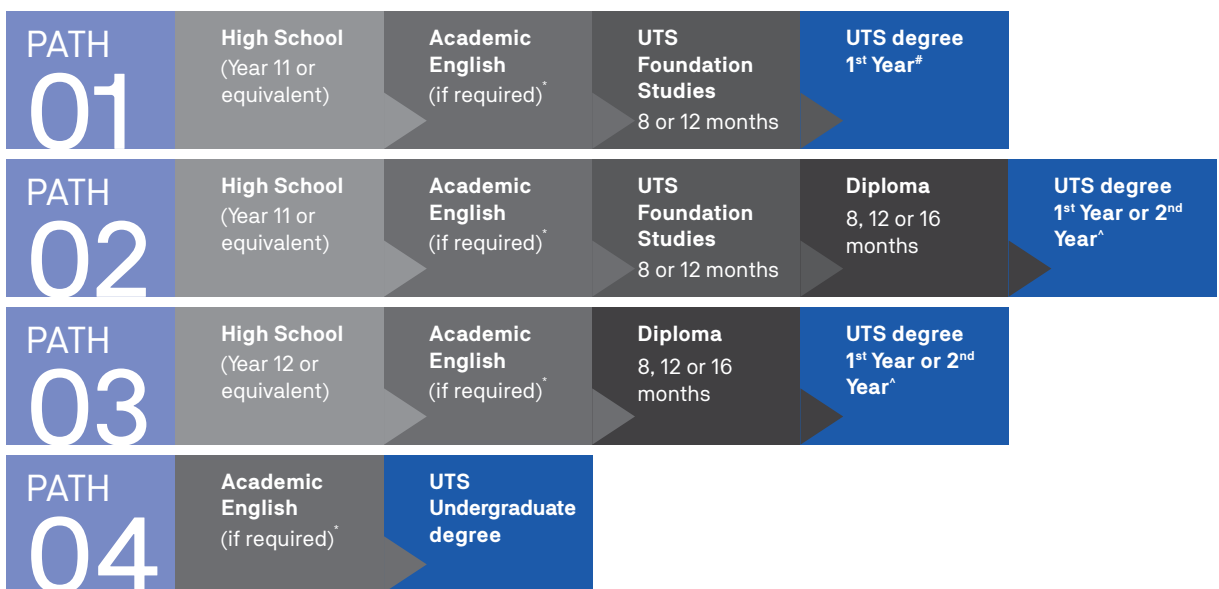 PATH
01
High School
(Year 11 or
equivalent)
Academic
English
(if required)*
UTS
Foundation
Studies
8 or 12 months
UTS degree
1st Year#
PATH
02
High School
(Year 11 or
equivalent)
Academic
English
(if required)*
UTS
Foundation
Studies
8 or 12 months
Diploma
8, 12 or 16
months
UTS degree
1st Year or 2nd
Year^
PATH
03
High School
(Year 12 or
equivalent)
Academic
English
(if required)*
Diploma
8, 12 or 16
months
UTS degree
1st Year or 2nd
Year^
PATH
04
Academic
English
(if required)*
UTS
Undergraduate
degree